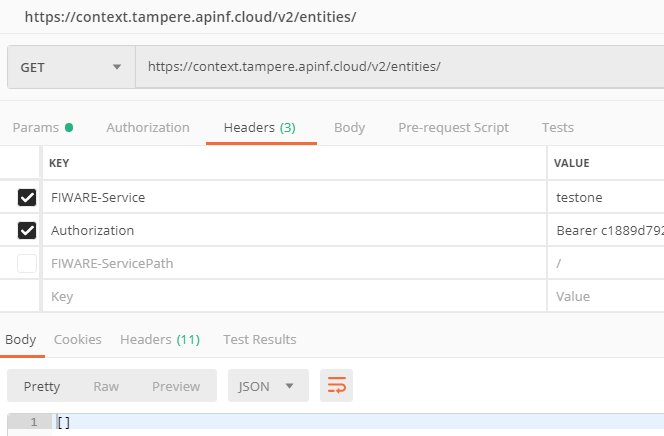 https://context.tampere.apinf.cloud/v2/entities/
GET https://context.tampere.apinf.cloud/v2/entities/
Params Authorization Headers (3) Body Pre-request Script Tests
KEY VALUE
FIWARE-Service testone
Authorization Bearer c1889d792
FIWARE-ServicePath /
Key Value
Body Cookies Headers (11) Test Results
Pretty Raw Preview JSON
1 []